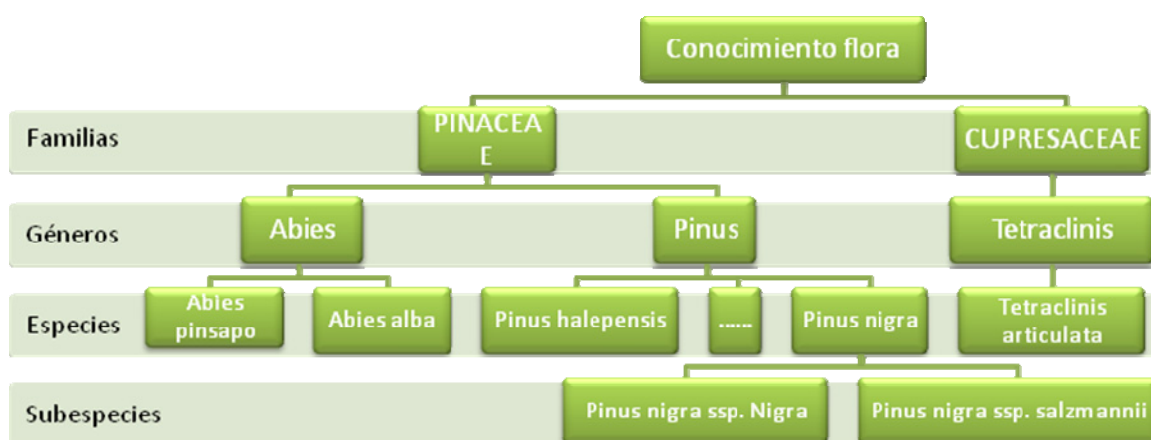 Conocimiento flora
Familias
PINACEA
E
CUPRESACEAE
Géneros
Abies
Pinus
Tetraclinis
Especies
Abies
pinsapo
Abies alba
Pinus halepensis
......
Pinus nigra
Tetraclinis
articulata
Subespecies
Pinus nigra ssp. Nigra
Pinus nigra ssp. salzmannii